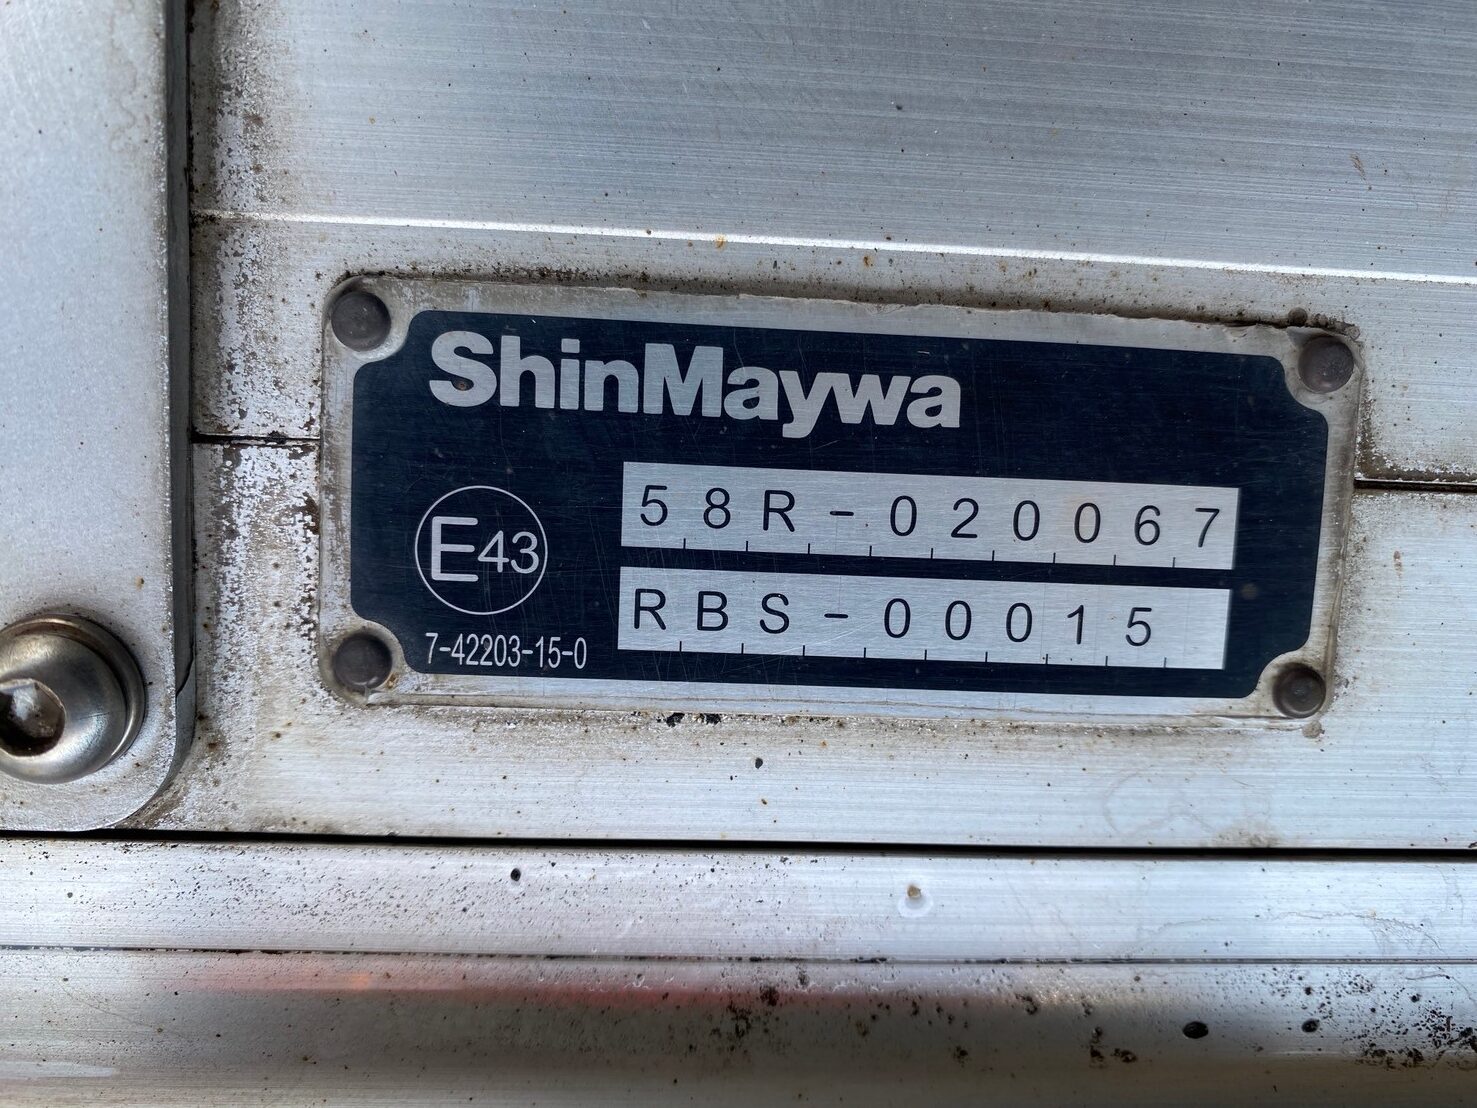 ShinMaywa
58R-020067
E43
RBS-00015
7-42203-15-0